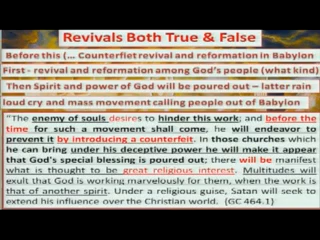 Revivals Both True & False
Before this (... Counterfiet revival and reformation in Babylon
First - revival and reformation among God's people (what kind)
Then Spirit and power of God will be poured out – latter rain
loud cry and mass movement calling people out of Babylon
"The enemy of souls desires to hinder this work; and before the
time for such a movement shall come, he will endeavor to
prevent it by introducing a counterfeit. In those churches which
he can bring under his deceptive power he will make it appear
that God's special blessing is poured out; there will be manifest
what is thought to be great religious interest. Multitudes will
exult that God is working marvelously for them, when the work is
that of another spirit. Under a religious guise, Satan will seek to
extend his influence over the Christian world. {GC 464.1}